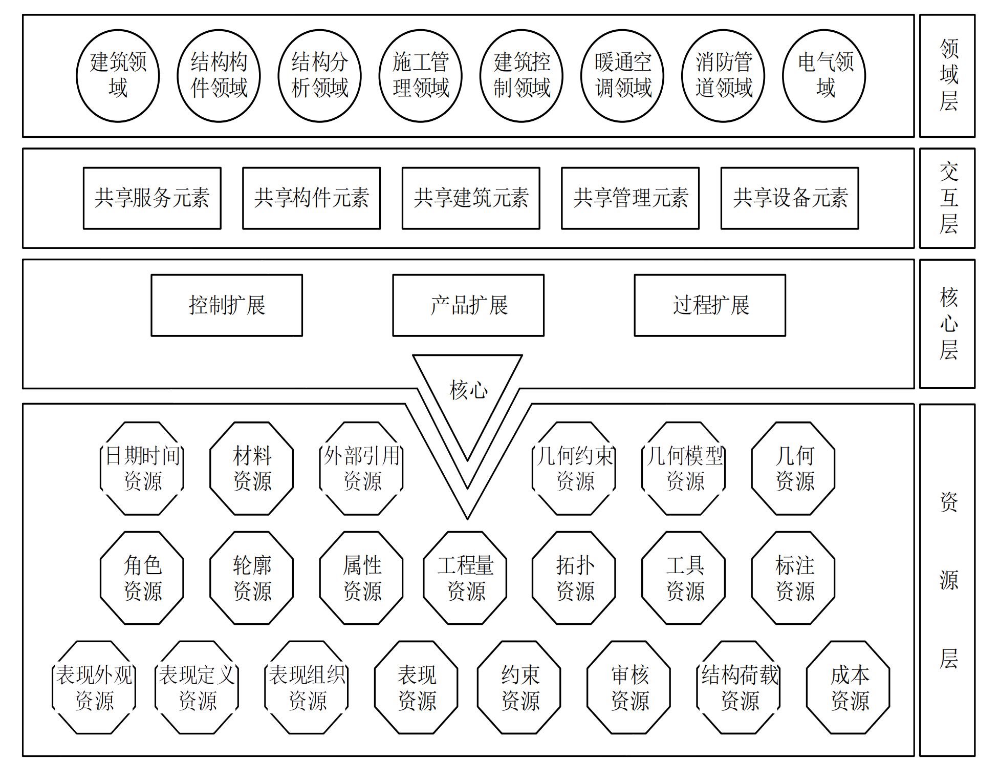 建筑领
域
结构构
件领域
结构分
析领域
施工管
理领域
建筑控
制领域
暖通空
调领域
消防管
道领域
电气领
域
领
域
层
共享服务元素
共享构件元素
共享建筑元素
共享管理元素
共享设备元素
交
互
层
控制扩展
产品扩展
过程扩展
核心
核
心
层
日期时间
资源
材料
资源
外部引用
资源
几何约束
资源
几何模型
资源
几何
资源
角色
资源
轮廓
资源
属性
资源
工程量
资源
拓扑
资源
工具
资源
标注
资源
表现外观
资源
表现定义
资源
表现组织
资源
表现
资源
约束
资源
审核
资源
结构荷载
资源
成本
资源
资
源
层